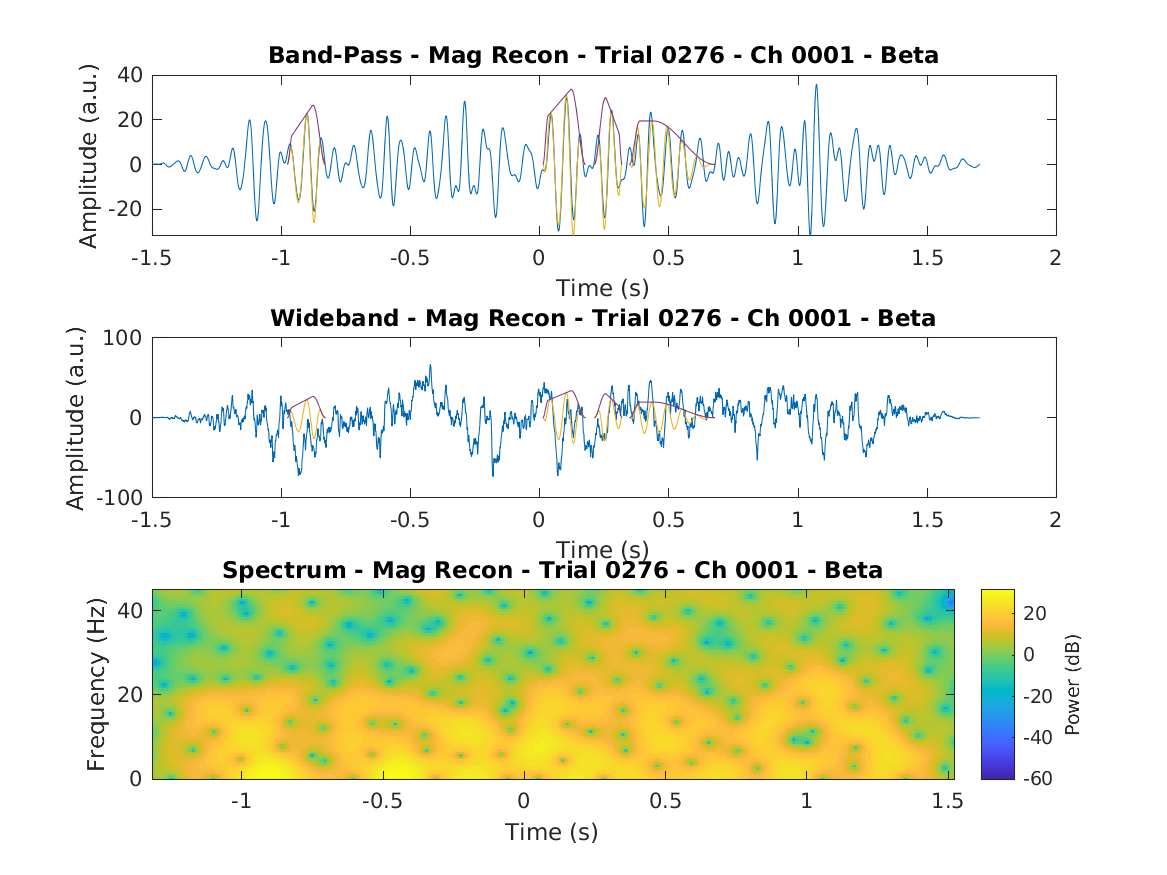 Band-Pass - Mag Recon - Trial 0276 - Ch 0001 - Beta
40
20
0
-20
Amplitude (a.u.)
-1.5 -1 -0.5 0 0.5 1 1.5 2
Time (s)
Wideband - Mag Recon - Trial 0276 - Ch 0001 - Beta
100
0
-100
Amplitude (a.u.)
-1.5 -1 -0.5 0 0.5 1 1.5 2
Time (s)
Spectrum - Mag Recon - Trial 0276 - Ch 0001 - Beta
40
20
0
Frequency (Hz)
-1 -0.5 0 0.5 1 1.5
Time (s)
20
0
-20
-40
-60
Power (dB)